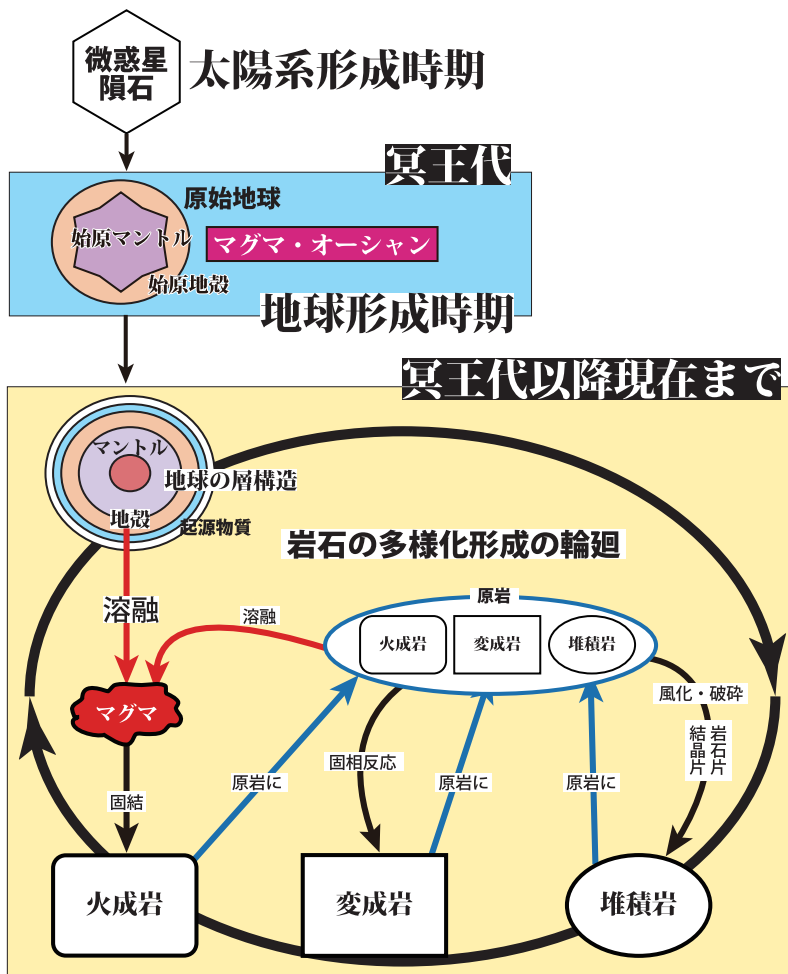 微惑星
隕石
太陽系形成時期
冥王代
原始地球
始原マントル
マグマ・オーシャン
始原地殻
地球形成時期
冥王代以降現在まで
マントル
地球の層構造
地殻
起源物質
岩石の多様化形成の輪廻
溶融
溶融
原岩
火成岩
変成岩
堆積岩
マグマ
風化・破砕
岩石片
結晶片
固相反応
原岩に
原岩に
原岩に
固結
火成岩
変成岩
堆積岩